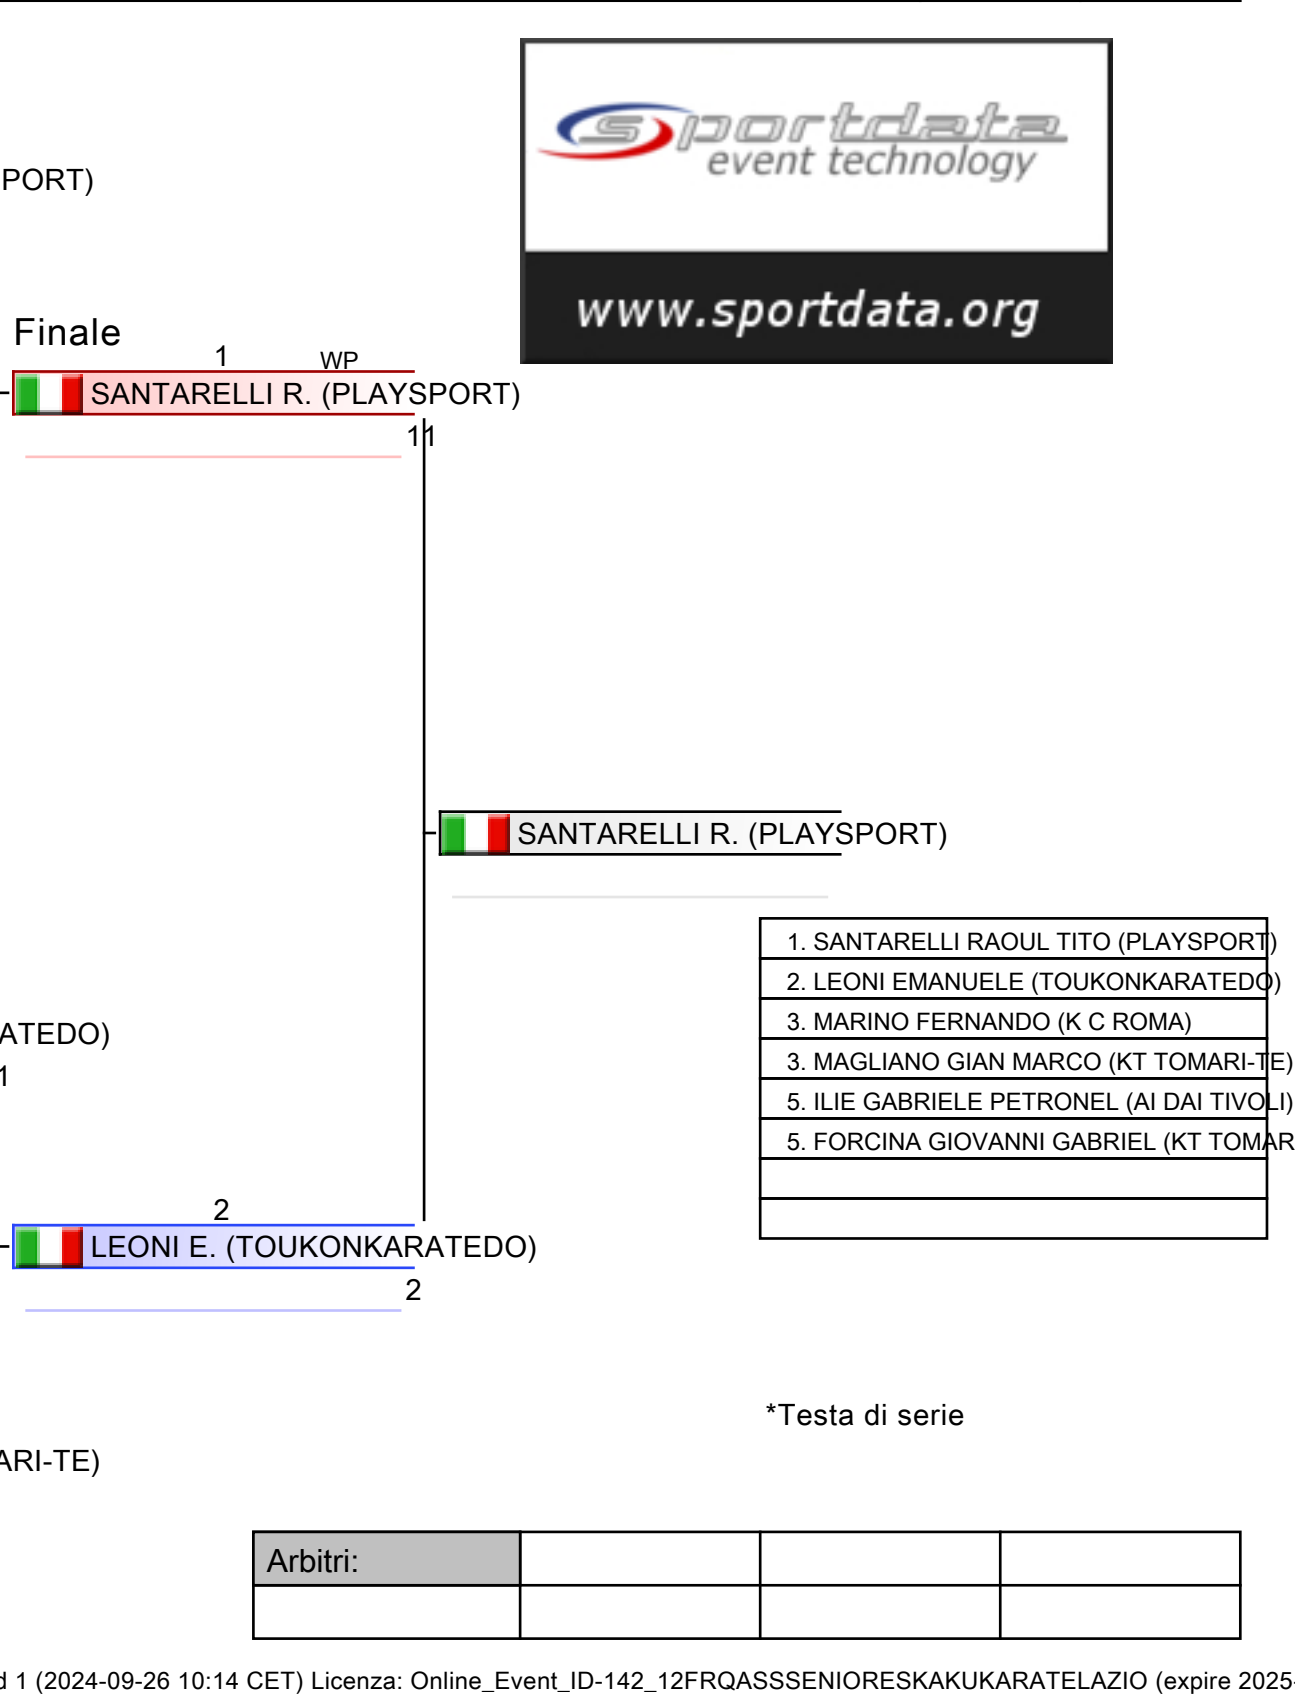 sportdata
event technology
PORT)
www.sportdata.org
Finale
1 WP
SANTARELLI R. (PLAYSPORT)
11
SANTARELLI R. (PLAYSPORT)
1. SANTARELLI RAOUL TITO (PLAYSPORT)
2. LEONI EMANUELE (TOUKONKARATEDO)
3. MARINO FERNANDO (K C ROMA)
ATEDO)
3. MAGLIANO GIAN MARCO (KT TOMARI-TE)
1
5. ILIE GABRIELE PETRONEL (AI DAI TIVOLI)
5. FORCINA GIOVANNI GABRIEL (KT TOMAR
2
LEONI E. (TOUKONKARATEDO)
2
*Testa di serie
ARI-TE)
Arbitri:
d 1 (2024-09-26 10:14 CET) Licenza: Online_Event_ID-142_12FRQASSSENIORESKAKUKARATELAZIO (expire 2025-